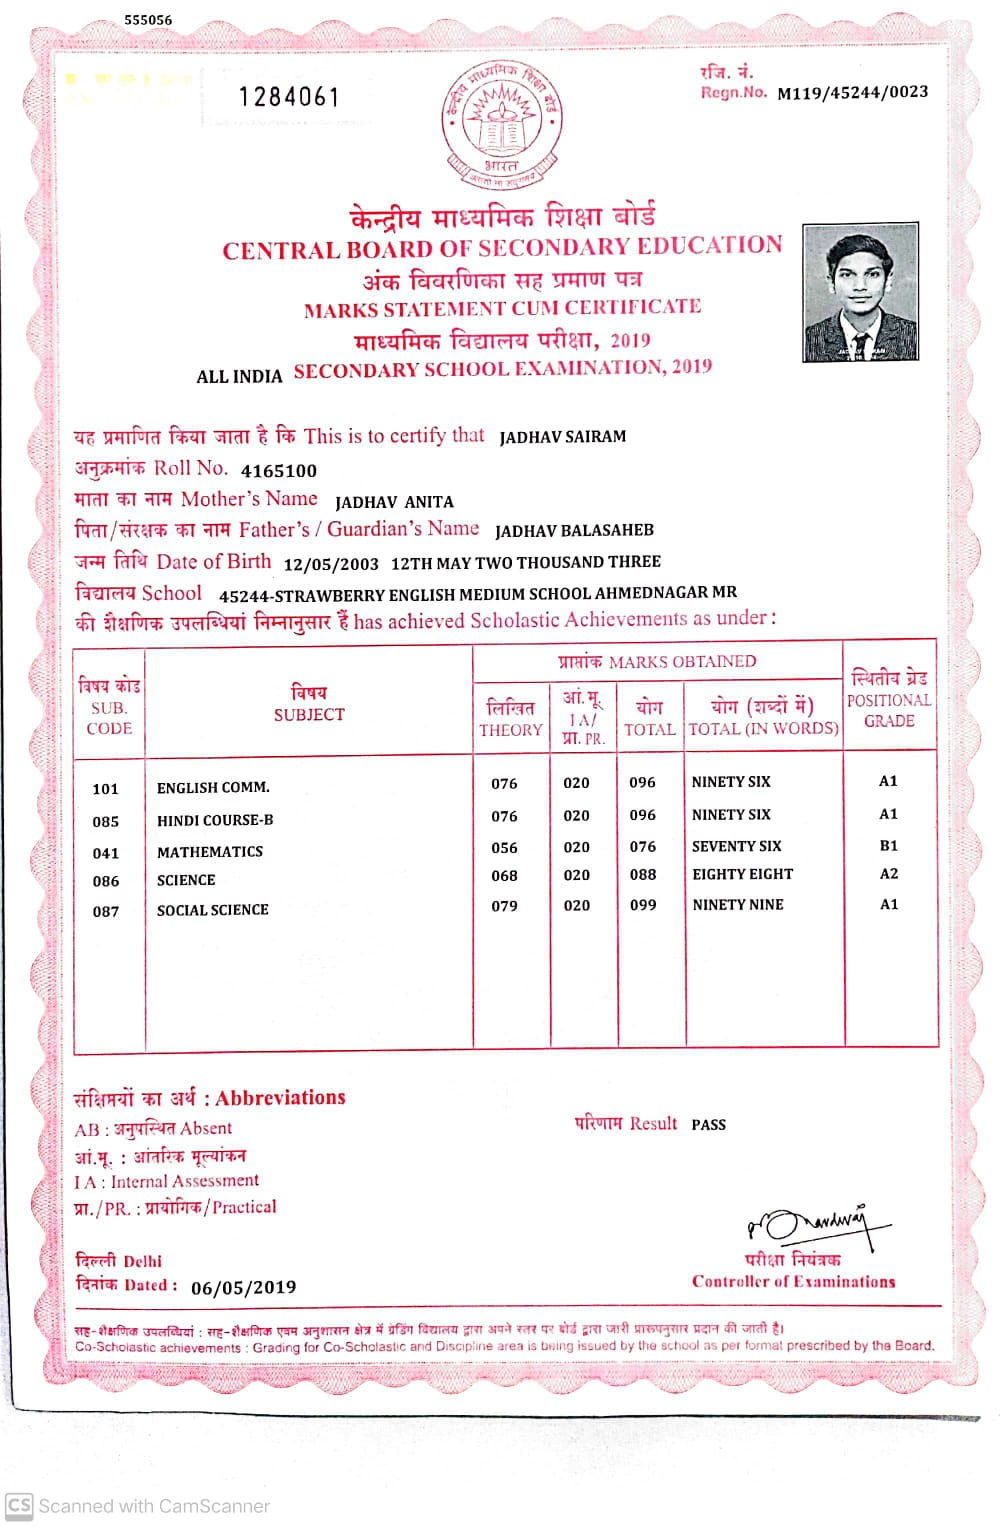 555056
1284061
रजि. नं.
Regn.No. M119/45244/0023
केन्द्रीय माध्यमिक शिक्षा बोर्ड
भारत
असतो मा सद्गमय
केन्द्रीय माध्यमिक शिक्षा बोर्ड
CENTRAL BOARD OF SECONDARY EDUCATION
अंक विवरणिका सह प्रमाण पत्र
MARKS STATEMENT CUM CERTIFICATE
माध्यमिक विद्यालय परीक्षा, 2019
ALL INDIA SECONDARY SCHOOL EXAMINATION, 2019
यह प्रमाणित किया जाता है कि This is to certify that JADHAV SAIRAM
अनुक्रमांक Roll No. 4165100
माता का नाम Mother's Name JADHAV ANITA
पिता/संरक्षक का नाम Father's / Guardian's Name JADHAV BALASAHEB
जन्म तिथि Date of Birth 12/05/2003 12TH MAY TWO THOUSAND THREE
विद्यालय School 45244-STRAWBERRY ENGLISH MEDIUM SCHOOL AHMEDNAGAR MR
की शैक्षणिक उपलब्धियां निम्नानुसार हैं has achieved Scholastic Achievements as under :
विषय कोड SUB. CODE
विषय SUBJECT
प्राप्तांक MARKS OBTAINED
लिखित THEORY
आं.मू. I A/ प्रा. PR.
योग TOTAL
योग (शब्दों में) TOTAL (IN WORDS)
स्थितीय ग्रेड POSITIONAL GRADE
101 ENGLISH COMM. 076 020 096 NINETY SIX A1
085 HINDI COURSE-B 076 020 096 NINETY SIX A1
041 MATHEMATICS 056 020 076 SEVENTY SIX B1
086 SCIENCE 068 020 088 EIGHTY EIGHT A2
087 SOCIAL SCIENCE 079 020 099 NINETY NINE A1
संक्षिप्तियों का अर्थ : Abbreviations
AB : अनुपस्थित Absent
परिणाम Result PASS
आं.मू. : आंतरिक मूल्यांकन
I A : Internal Assessment
प्रा./PR. : प्रायोगिक/Practical
दिल्ली Delhi
दिनांक Dated : 06/05/2019
परीक्षा नियंत्रक
Controller of Examinations
सह-शैक्षणिक उपलब्धियां : सह-शैक्षणिक एवम अनुशासन क्षेत्र में ग्रेडिंग विद्यालय द्वारा अपने स्तर पर बोर्ड द्वारा जारी प्रारूपनुसार प्रदान की जाती है।
Co-Scholastic achievements : Grading for Co-Scholastic and Discipline area is being issued by the school as per format prescribed by the Board.
CS Scanned with CamScanner